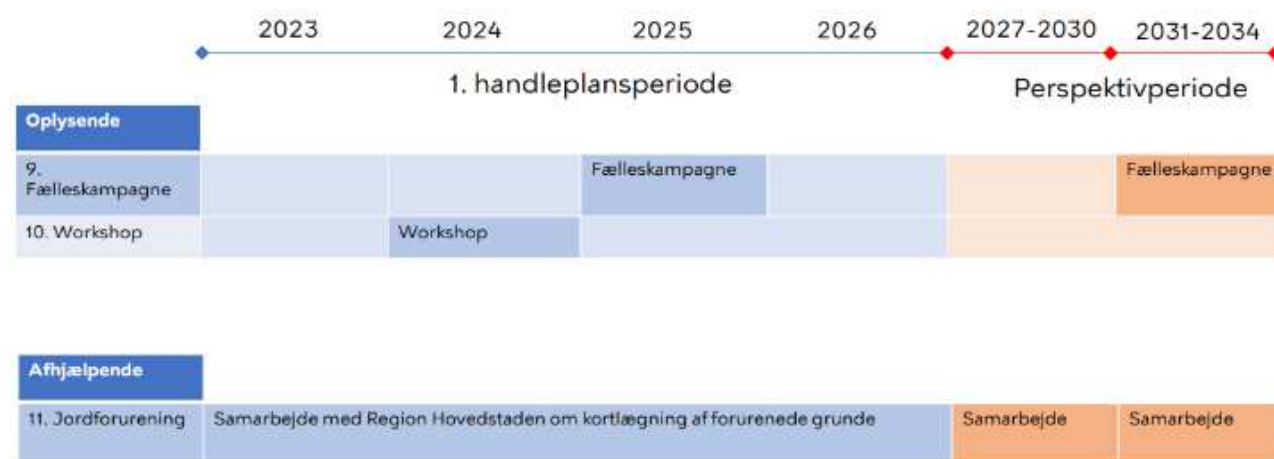 2023 2024 2025 2026 2027-2030 2031-2034
1. handleplansperiode Perspektivperiode
Oplysende
9. Fælleskampagne Fælleskampagne
Fælleskampagne
10. Workshop Workshop
Afhjælpende
11. Jordforurening Samarbejde med Region Hovedstaden om kortlægning af forurenede grunde Samarbejde Samarbejde